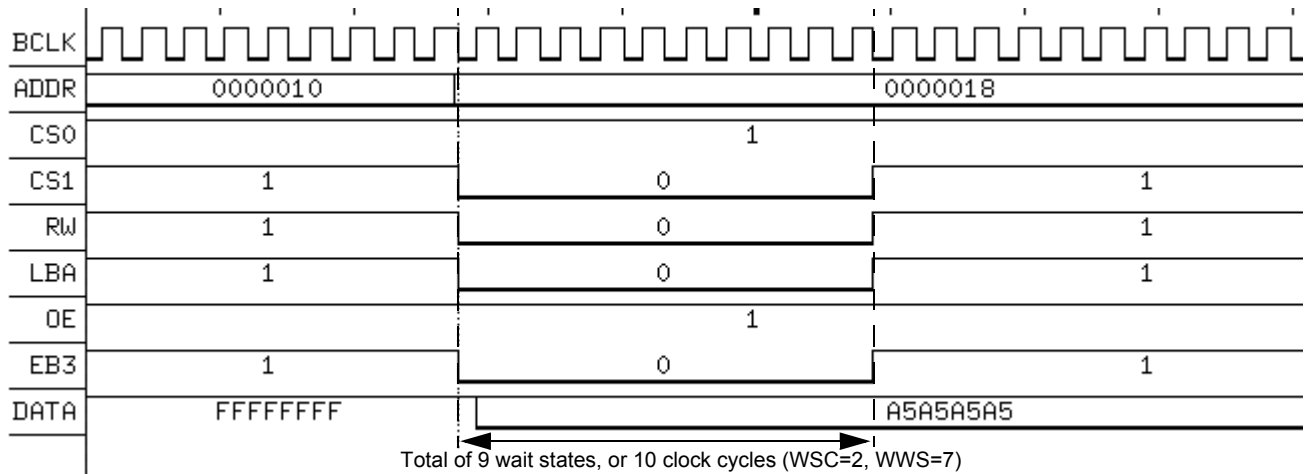 BCLK
ADDR 0000010 0000018
CS0 1
CS1 1 0 1
RW 1 0 1
LBA 1 0 1
OE 1
EB3 1 0 1
DATA FFFFFFFF A5A5A5A5
Total of 9 wait states, or 10 clock cycles (WSC=2, WWS=7)